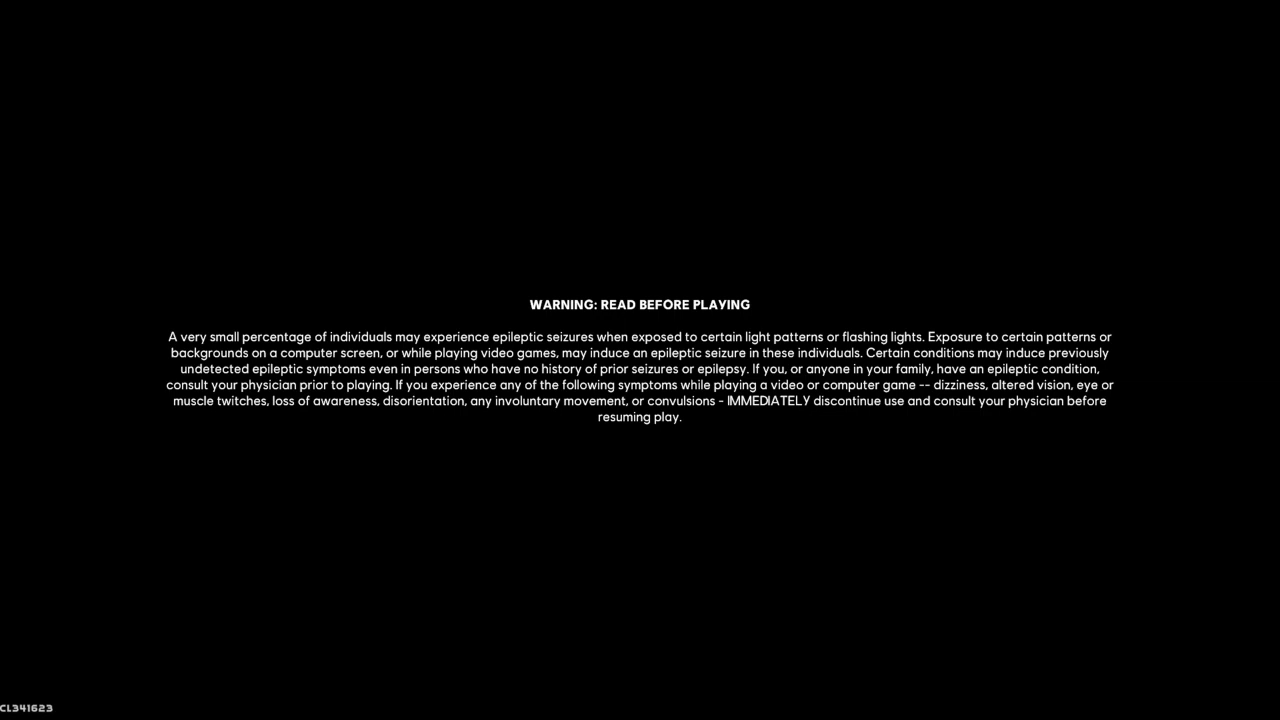 WARNING: READ BEFORE PLAYING
A very small percentage of individuals may experience epileptic seizures when exposed to certain light patterns or flashing lights. Exposure to certain patterns or
backgrounds on a computer screen, or while playing video games, may induce an epileptic seizure in these individuals. Certain conditions may induce previously
undetected epileptic symptoms even in persons who have no history of prior seizures or epilepsy. If you, or anyone in your family, have an epileptic condition,
consult your physician prior to playing. If you experience any of the following symptoms while playing a video or computer game -- dizziness, altered vision, eye or
muscle twitches, loss of awareness, disorientation, any involuntary movement, or convulsions - IMMEDIATELY discontinue use and consult your physician before
resuming play.
CL341623